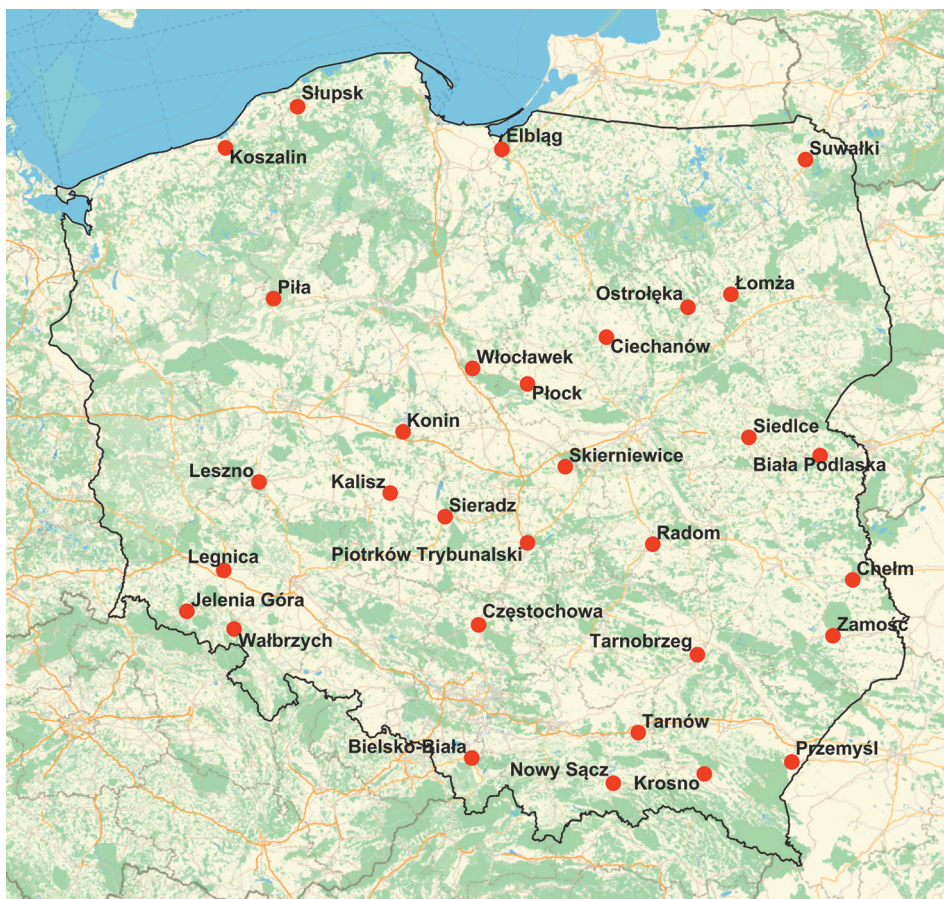 Słupsk
Elbląg
Koszalin
Suwałki
Piła
Łomża
Ostrołęka
Ciechanów
Włocławek
Płock
Konin
Siedlce
Skierniewice
Biała Podlaska
Leszno
Kalisz
Sieradz
Radom
Piotrków Trybunalski
Legnica
Chełm
Jelenia Góra
Częstochowa
Zamość
Wałbrzych
Tarnobrzeg
Tarnów
Bielsko-Biała
Przemyśl
Nowy Sącz
Krosno